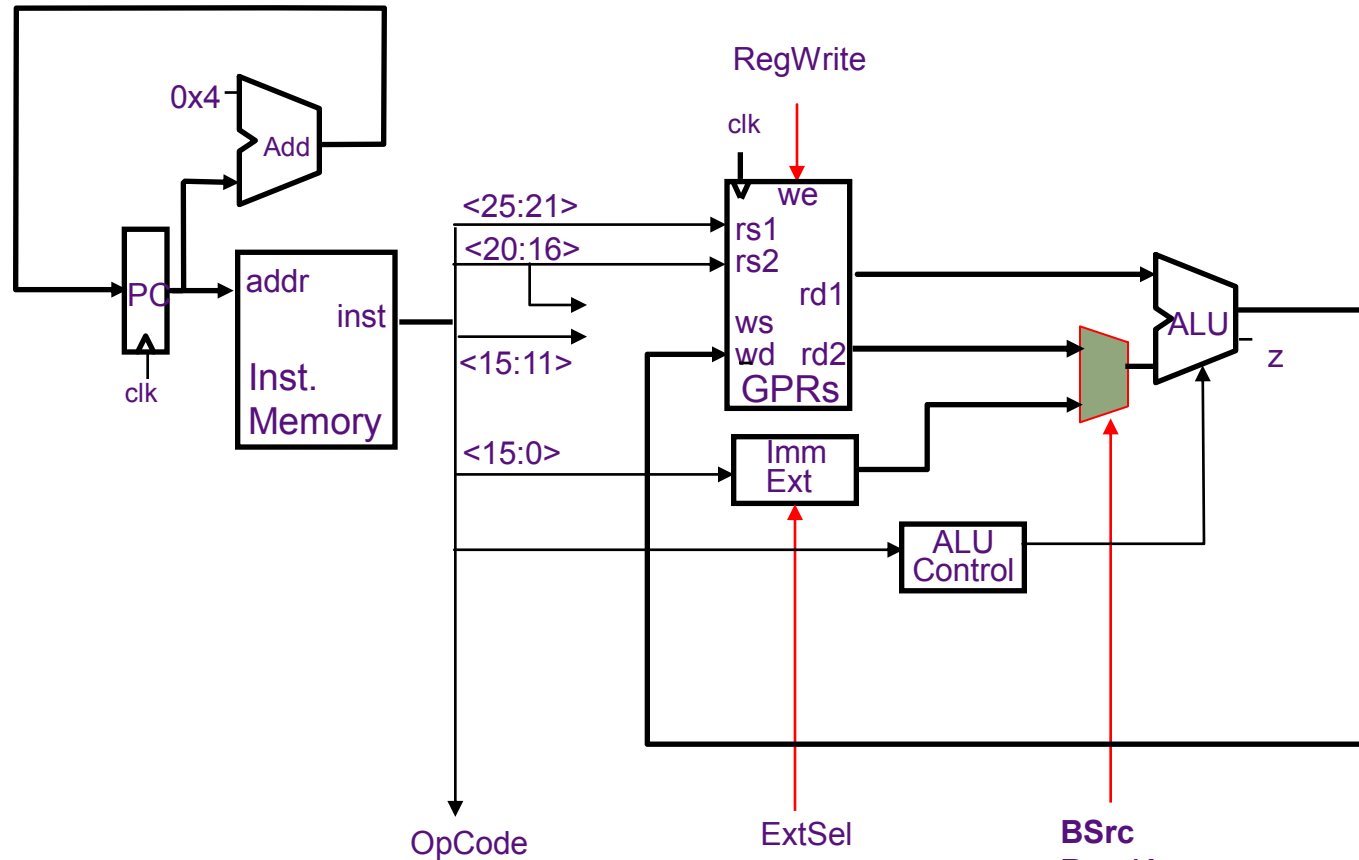 RegWrite
0x4
Add
clk
we
<25:21>
rs1
<20:16>
rs2
PC
addr
rd1
inst
ws
ALU
<15:11>
wd
rd2
z
clk
Inst.
Memory
GPRs
<15:0>
Imm
Ext
ALU
Control
OpCode
ExtSel
BSrc